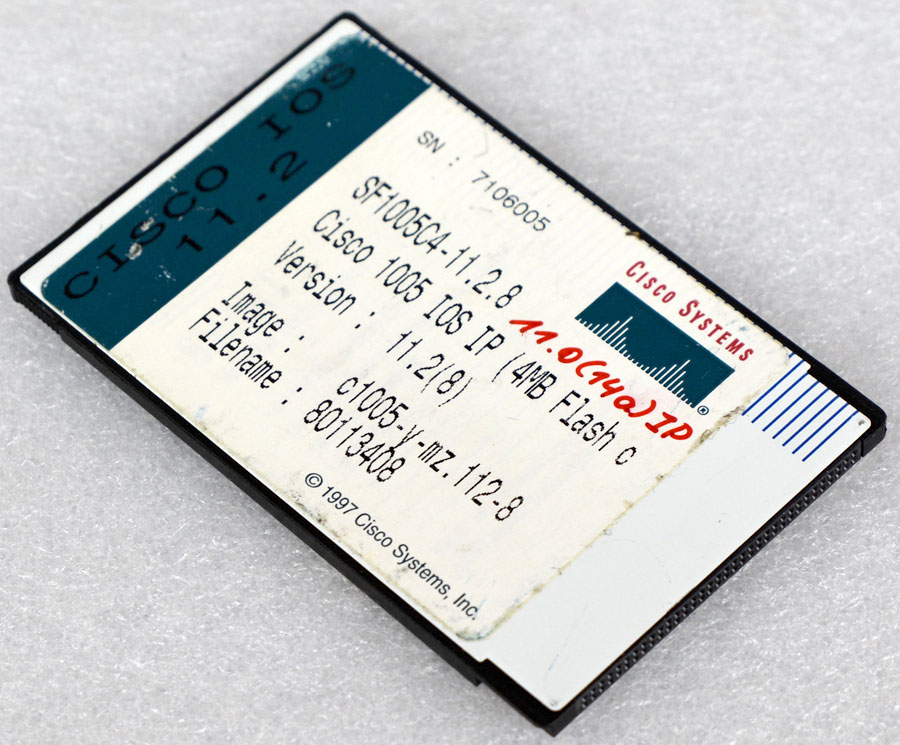 CISCO IOS
11.2
SN : 7106005
SF1005C4-11.2.8
Cisco 1005 IOS IP (4MB Flash c
Version : 11.2(8)
Image : c1005-y-mz.112-8
Filename : 80113408
© 1997 Cisco Systems, Inc.
CISCO SYSTEMS
®
11.0(14a) IP